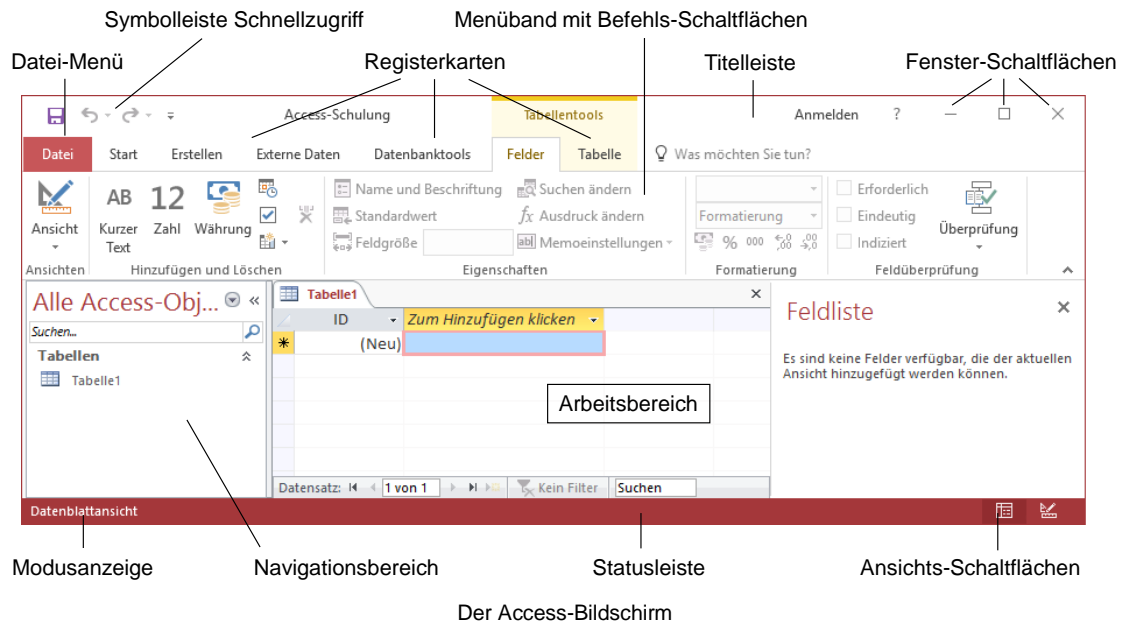 Symbolleiste Schnellzugriff Menüband mit Befehls-Schaltflächen
Datei-Menü Registerkarten Titelleiste Fenster-Schaltflächen
Access-Schulung Tabellentools Anmelden ?
Datei Start Erstellen Externe Daten Datenbanktools Felder Tabelle Was möchten Sie tun?
Ansicht
AB
Kurzer
Text
12
Zahl
Währung
Name und Beschriftung
Standardwert
Feldgröße
Suchen ändern
fx Ausdruck ändern
ab Memoeinstellungen
Formatierung
% 000 ,00 ,00 ,0
Erforderlich
Eindeutig
Indiziert
Überprüfung
Ansichten Hinzufügen und Löschen Eigenschaften Formatierung Feldüberprüfung
Alle Access-Obj... «
Suchen...
Tabellen
Tabelle1
Tabelle1 ×
ID Zum Hinzufügen klicken
* (Neu)
Arbeitsbereich
Datensatz: 1 von 1 Kein Filter Suchen
Feldliste ×
Es sind keine Felder verfügbar, die der aktuellen
Ansicht hinzugefügt werden können.
Datenblattansicht
Modusanzeige Navigationsbereich Statusleiste Ansichts-Schaltflächen
Der Access-Bildschirm